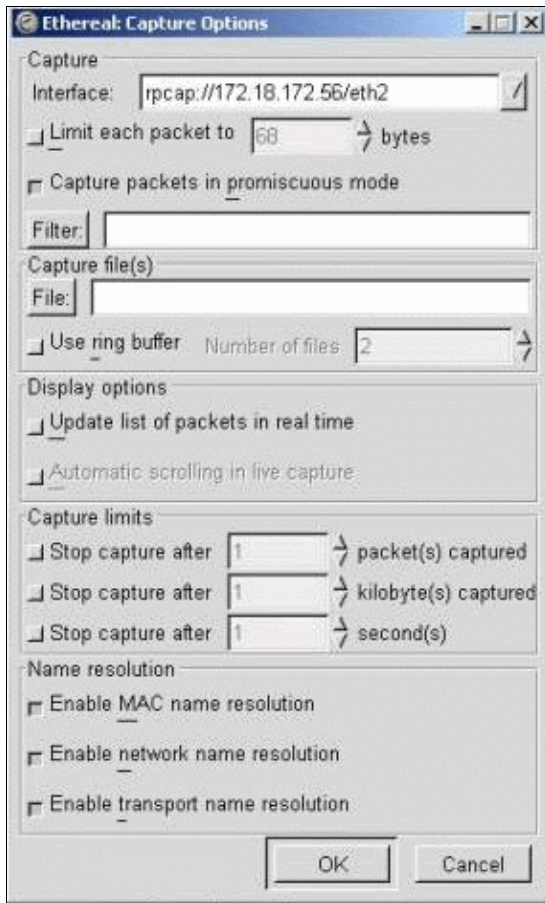 Ethereal: Capture Options
Capture
Interface: rpcap://172.18.172.56/eth2
Limit each packet to 68 bytes
Capture packets in promiscuous mode
Filter:
Capture file(s)
File:
Use ring buffer Number of files 2
Display options
Update list of packets in real time
Automatic scrolling in live capture
Capture limits
Stop capture after 1 packet(s) captured
Stop capture after 1 kilobyte(s) captured
Stop capture after 1 second(s)
Name resolution
Enable MAC name resolution
Enable network name resolution
Enable transport name resolution
OK Cancel